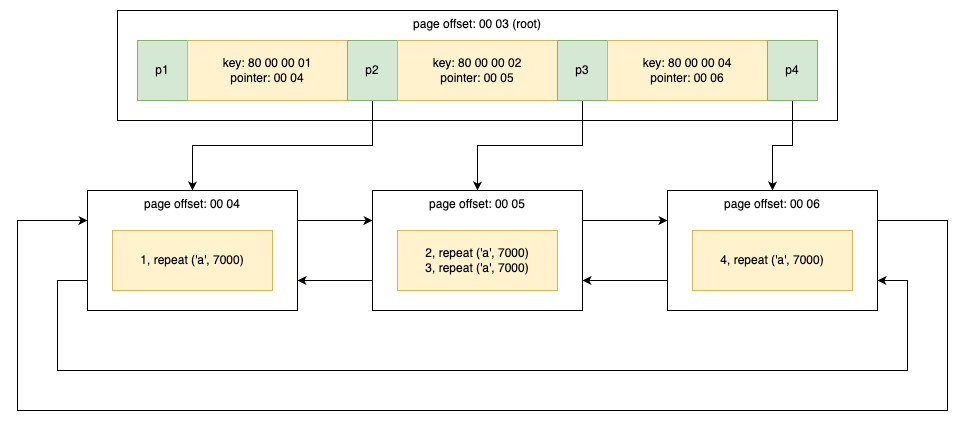 page offset: 00 03 (root)
p1
key: 80 00 00 01
pointer: 00 04
p2
key: 80 00 00 02
pointer: 00 05
p3
key: 80 00 00 04
pointer: 00 06
p4
page offset: 00 04
1, repeat ('a', 7000)
page offset: 00 05
2, repeat ('a', 7000)
3, repeat ('a', 7000)
page offset: 00 06
4, repeat ('a', 7000)